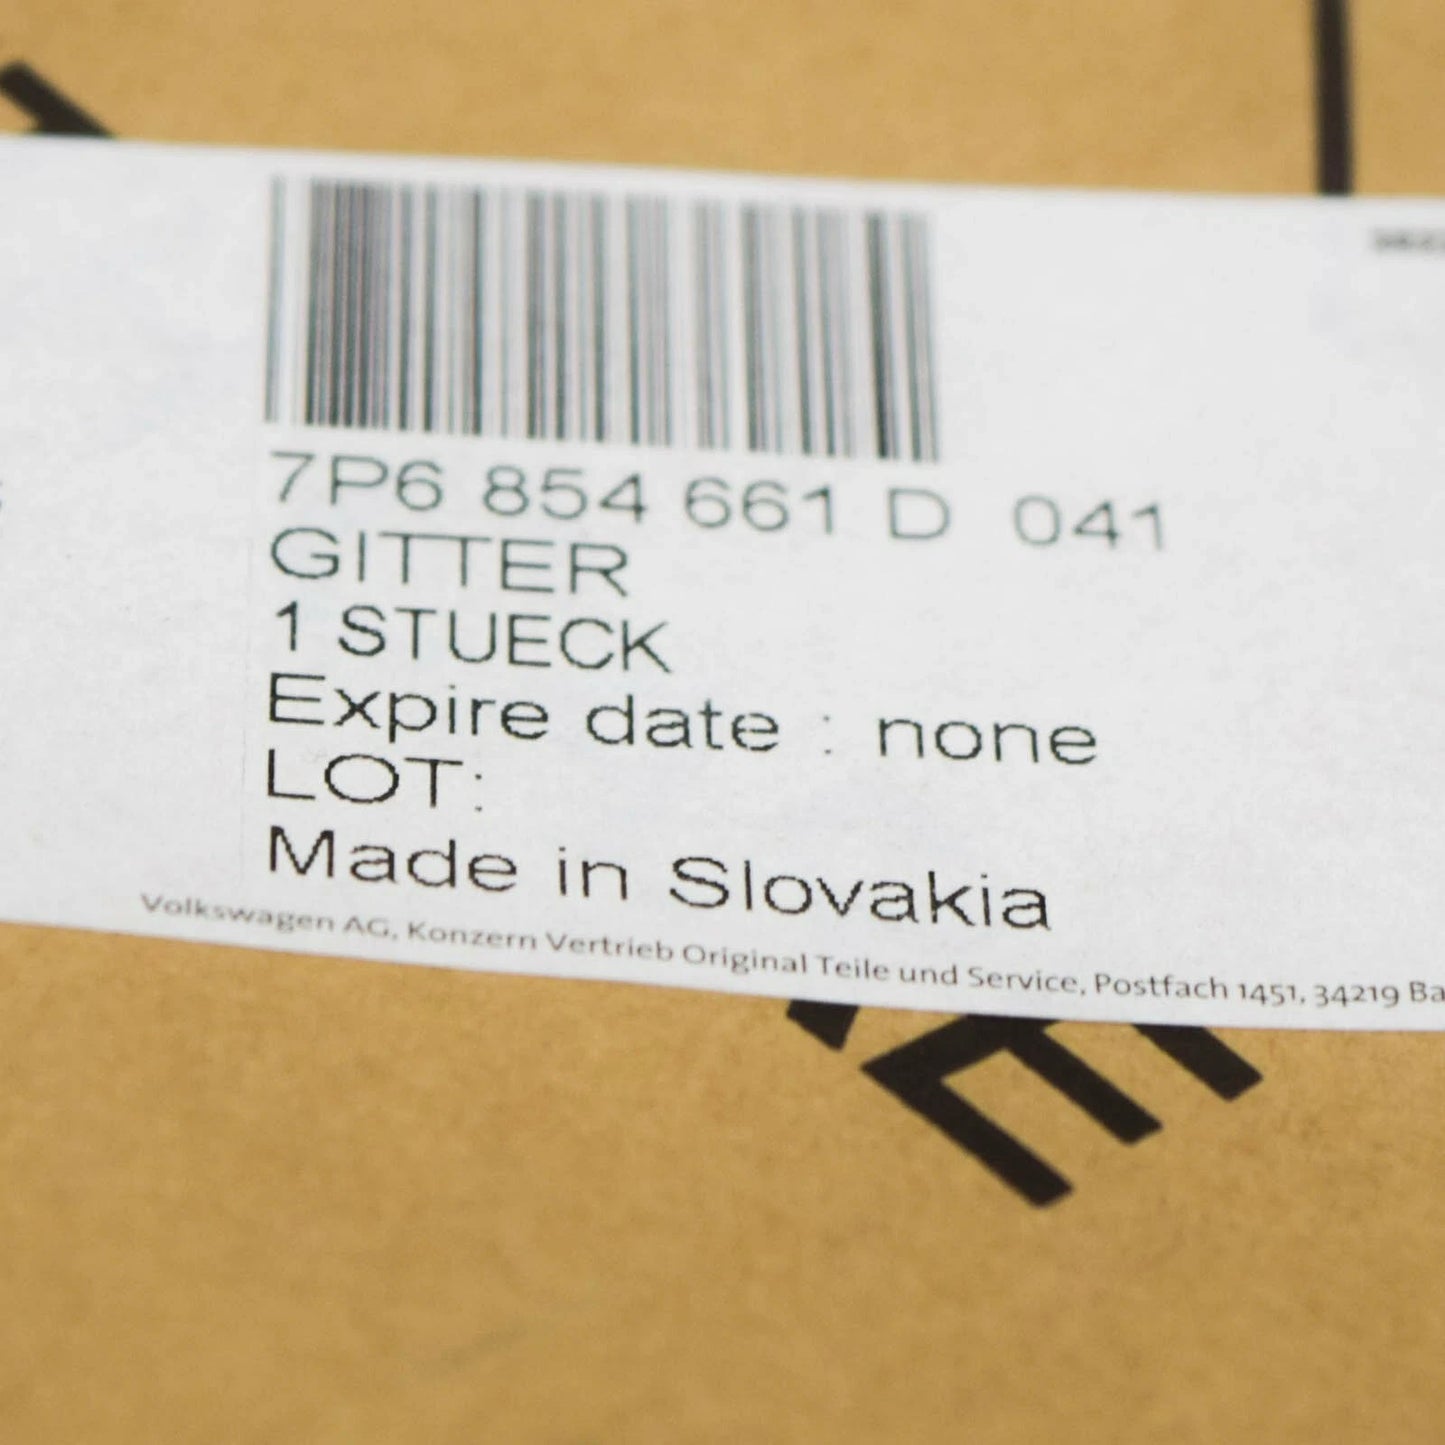 7P6 854 661 D 041
GITTER
1 STUECK
Expire date : none
LOT:
Made in Slovakia
Volkswagen AG, Konzern Vertrieb Original Teile und Service, Postfach 1451, 34219 Ba